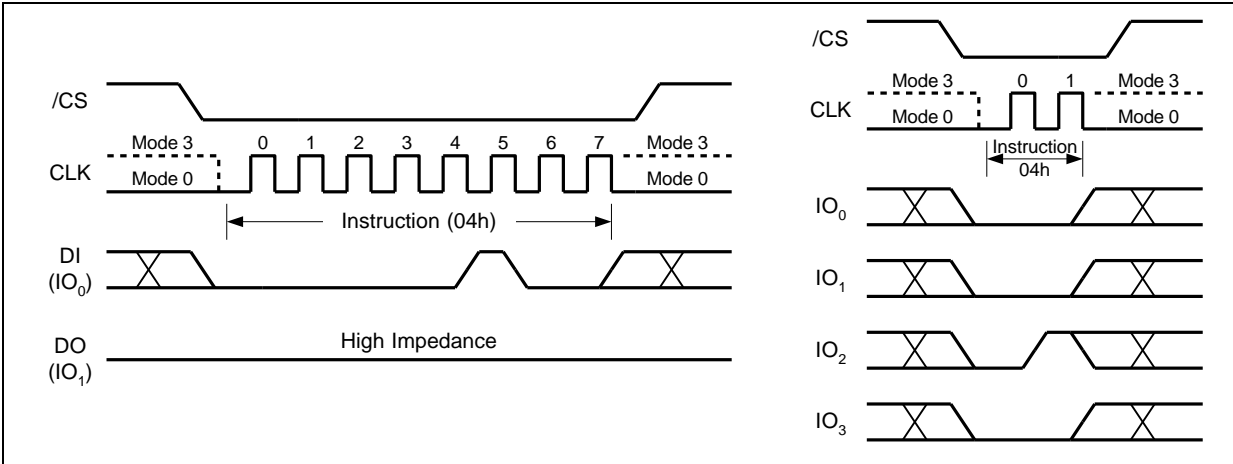 /CS
Mode 3 0 1 2 3 4 5 6 7 Mode 3
CLK
Mode 0 Mode 0
Instruction (04h)
DI
(IO₀)
High Impedance
DO
(IO₁)
/CS
Mode 3 0 1 Mode 3
CLK
Mode 0 Mode 0
Instruction
04h
IO₀
IO₁
IO₂
IO₃